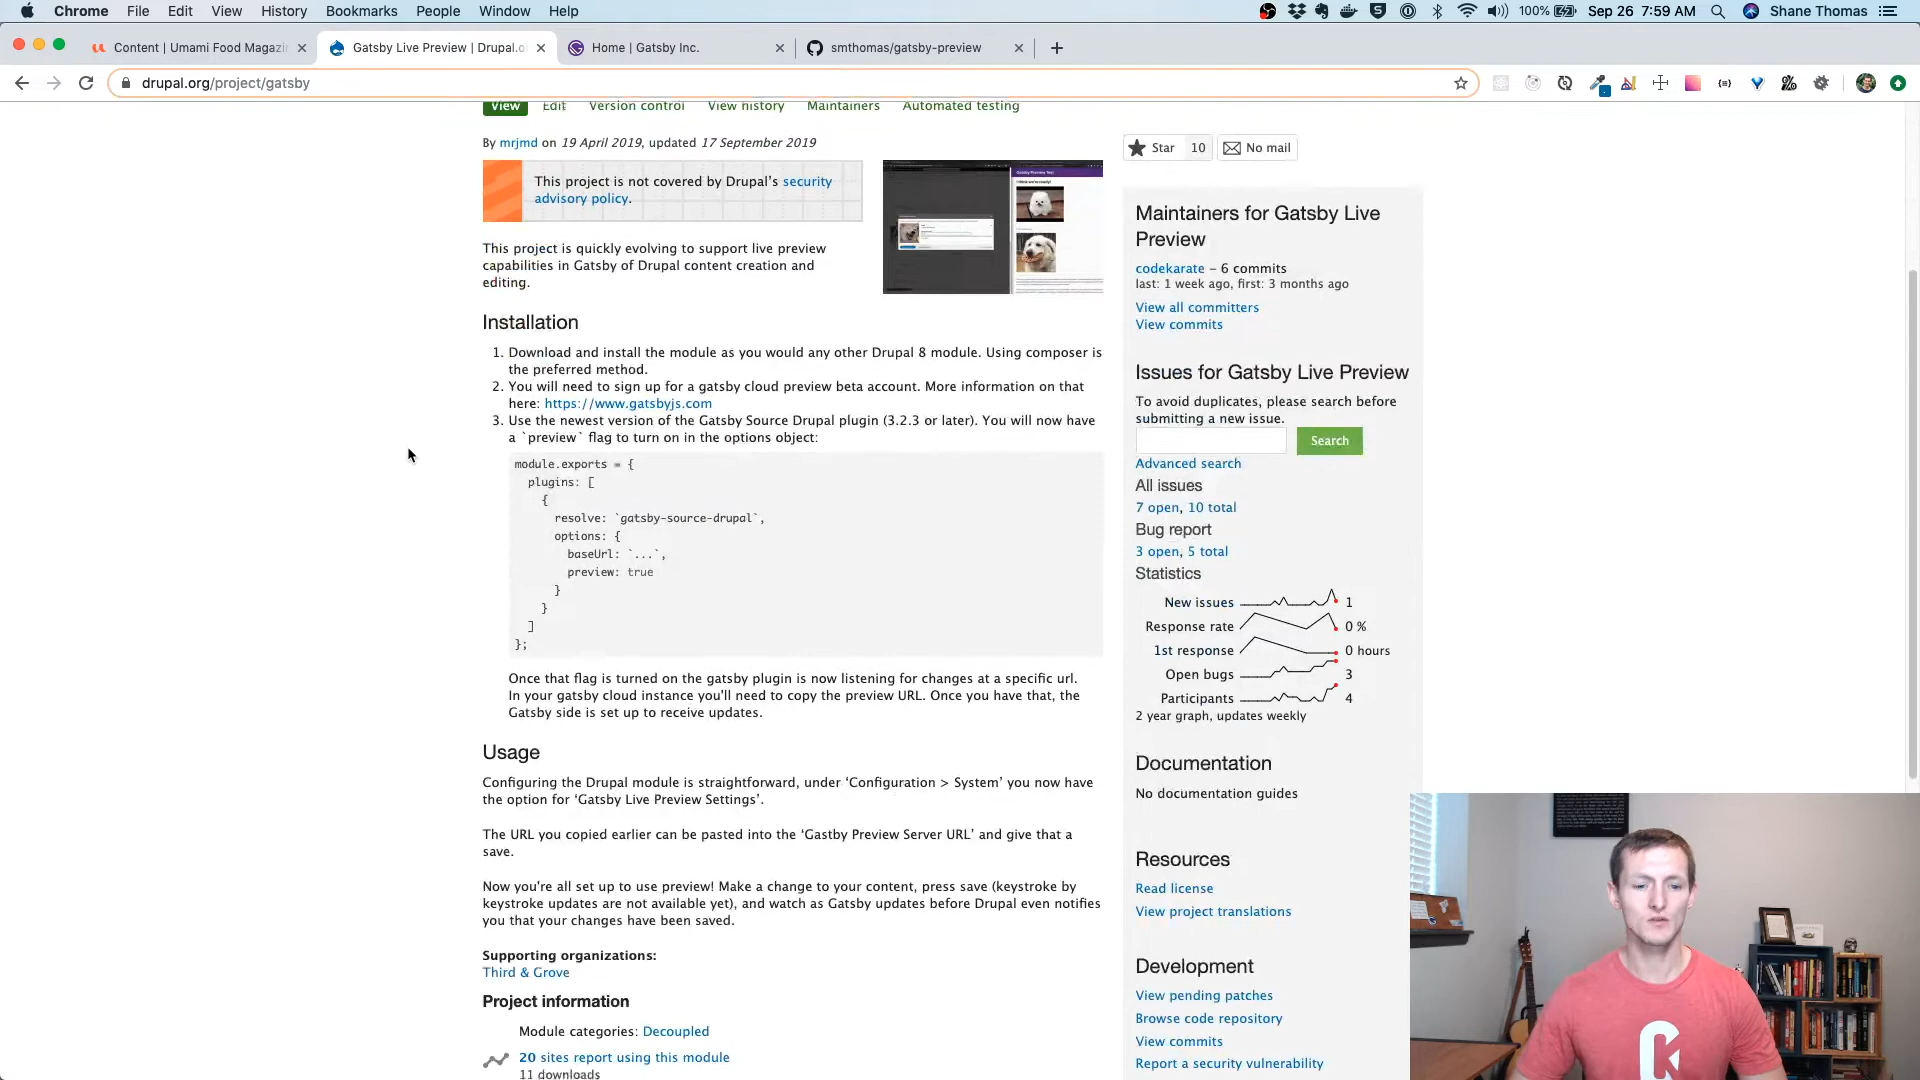 Chrome File Edit View History Bookmarks People Window Help
100% Sep 26 7:59 AM Shane Thomas
Content | Umami Food Magazi
Gatsby Live Preview | Drupal.o
Home | Gatsby Inc.
smthomas/gatsby-preview
drupal.org/project/gatsby
View Edit Version control View history Maintainers Automated testing
By mrjmd on 19 April 2019, updated 17 September 2019
This project is not covered by Drupal’s security
advisory policy.
This project is quickly evolving to support live preview
capabilities in Gatsby of Drupal content creation and
editing.
Gatsby Preview Test
Installation
1. Download and install the module as you would any other Drupal 8 module. Using composer is
the preferred method.
2. You will need to sign up for a gatsby cloud preview beta account. More information on that
here: https://www.gatsbyjs.com
3. Use the newest version of the Gatsby Source Drupal plugin (3.2.3 or later). You will now have
a `preview` flag to turn on in the options object:
module.exports = {
plugins: [
{
resolve: `gatsby-source-drupal`,
options: {
baseUrl: `...`,
preview: true
}
}
]
};
Once that flag is turned on the gatsby plugin is now listening for changes at a specific url.
In your gatsby cloud instance you'll need to copy the preview URL. Once you have that, the
Gatsby side is set up to receive updates.
Usage
Configuring the Drupal module is straightforward, under ‘Configuration > System’ you now have
the option for ‘Gatsby Live Preview Settings’.
The URL you copied earlier can be pasted into the ‘Gastby Preview Server URL’ and give that a
save.
Now you're all set up to use preview! Make a change to your content, press save (keystroke by
keystroke updates are not available yet), and watch as Gatsby updates before Drupal even notifies
you that your changes have been saved.
Supporting organizations:
Third & Grove
Project information
Module categories: Decoupled
20 sites report using this module
11 downloads
Star 10 No mail
Maintainers for Gatsby Live
Preview
codekarate – 6 commits
last: 1 week ago, first: 3 months ago
View all committers
View commits
Issues for Gatsby Live Preview
To avoid duplicates, please search before
submitting a new issue.
Search
Advanced search
All issues
7 open, 10 total
Bug report
3 open, 5 total
Statistics
New issues 1
Response rate 0 %
1st response 0 hours
Open bugs 3
Participants 4
2 year graph, updates weekly
Documentation
No documentation guides
Resources
Read license
View project translations
Development
View pending patches
Browse code repository
View commits
Report a security vulnerability